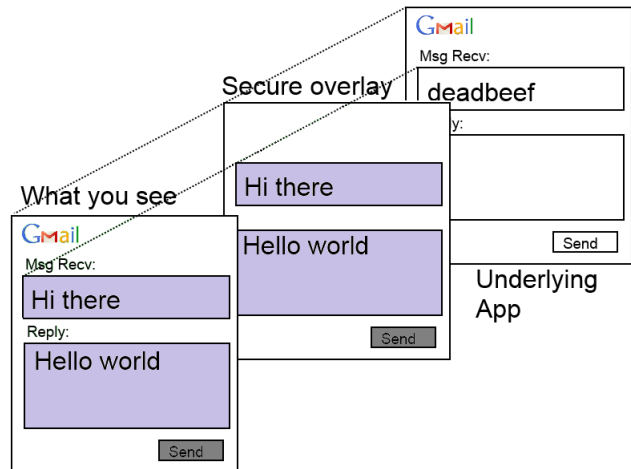 Gmail
Msg Recv:
deadbeef
y:
Send
Underlying
App
Secure overlay
Hi there
Hello world
Send
What you see
Gmail
Msg Recv:
Hi there
Reply:
Hello world
Send